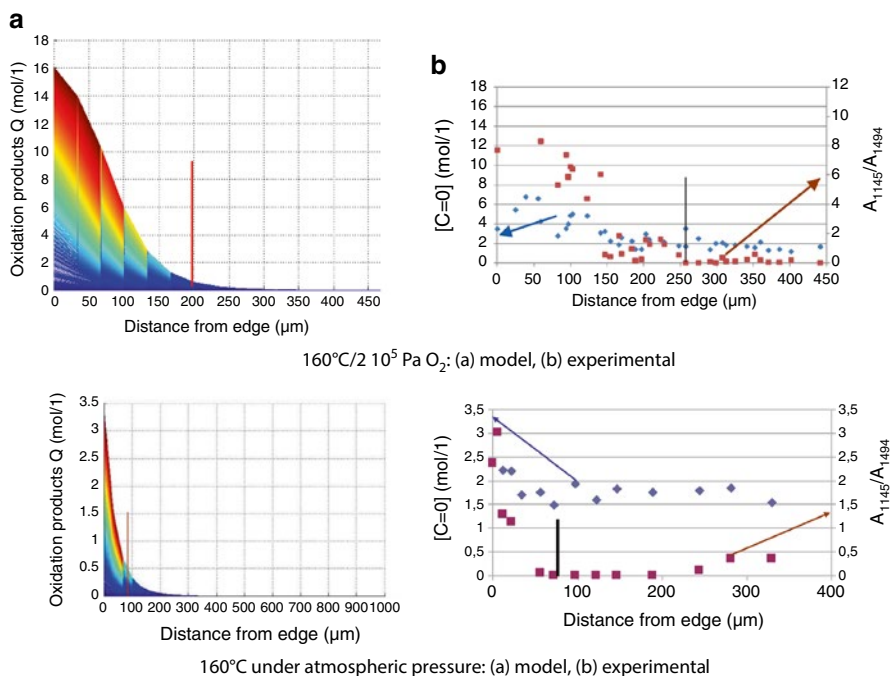 a
Oxidation products Q (mol/1)
18
16
14
12
10
8
6
4
2
0
0 50 100 150 200 250 300 350 400 450
Distance from edge (µm)
b
[C=0] (mol/1)
18
16
14
12
10
8
6
4
2
0
12
10
8
6
4
2
0
A1145/A1494
0 50 100 150 200 250 300 350 400 450
Distance from edge (µm)
160°C/2 10⁵ Pa O₂: (a) model, (b) experimental
Oxidation products Q (mol/1)
3.5
3
2.5
2
1.5
1
0.5
0
0 100 200 300 400 500 600 700 800 900 1000
Distance from edge (µm)
[C=0] (mol/1)
3,5
3
2,5
2
1,5
1
0,5
0
3,5
3
2,5
2
1,5
1
0,5
0
A1145/A1494
0 100 200 300 400
Distance from edge (µm)
160°C under atmospheric pressure: (a) model, (b) experimental